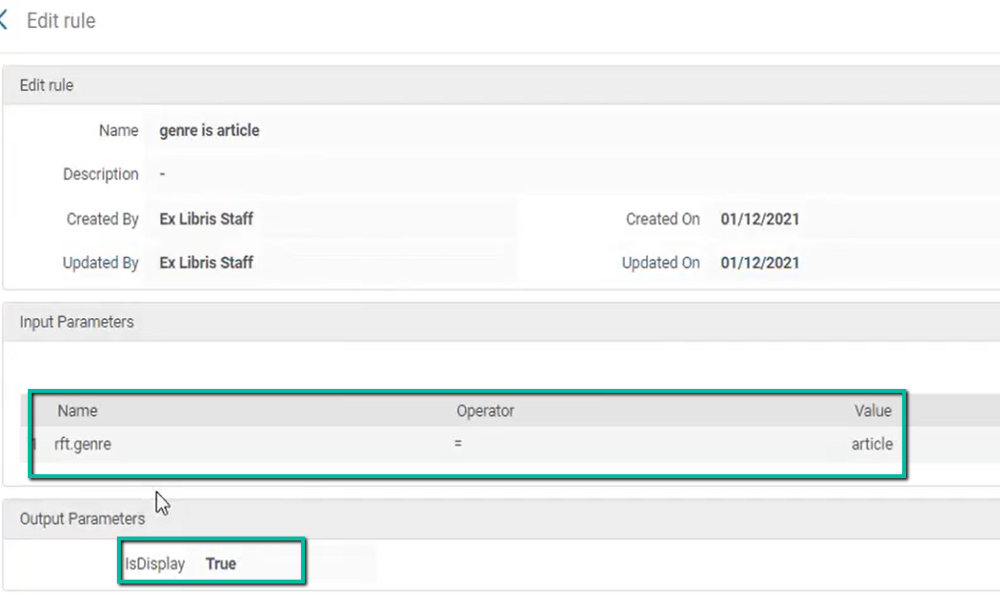 Edit rule
Edit rule
Name genre is article
Description -
Created By Ex Libris Staff Created On 01/12/2021
Updated By Ex Libris Staff Updated On 01/12/2021
Input Parameters
Name Operator Value
1 rft.genre = article
Output Parameters
IsDisplay True